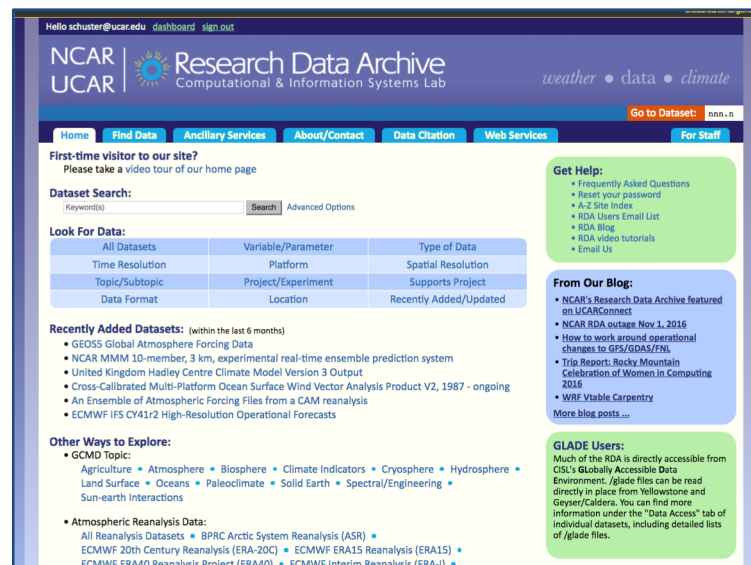 Hello schuster@ucar.edu dashboard sign out
NCAR
UCAR
Research Data Archive
Computational & Information Systems Lab
weather • data • climate
Go to Dataset: nnn.n
Home Find Data Ancillary Services About/Contact Data Citation Web Services For Staff
First-time visitor to our site?
Please take a video tour of our home page
Dataset Search:
Keyword(s) Search Advanced Options
Look For Data:
All Datasets Variable/Parameter Type of Data
Time Resolution Platform Spatial Resolution
Topic/Subtopic Project/Experiment Supports Project
Data Format Location Recently Added/Updated
Recently Added Datasets: (within the last 6 months)
• GEOS5 Global Atmosphere Forcing Data
• NCAR MMM 10-member, 3 km, experimental real-time ensemble prediction system
• United Kingdom Hadley Centre Climate Model Version 3 Output
• Cross-Calibrated Multi-Platform Ocean Surface Wind Vector Analysis Product V2, 1987 - ongoing
• An Ensemble of Atmospheric Forcing Files from a CAM reanalysis
• ECMWF IFS CY41r2 High-Resolution Operational Forecasts
Other Ways to Explore:
• GCMD Topic:
Agriculture • Atmosphere • Biosphere • Climate Indicators • Cryosphere • Hydrosphere •
Land Surface • Oceans • Paleoclimate • Solid Earth • Spectral/Engineering •
Sun-earth Interactions
• Atmospheric Reanalysis Data:
All Reanalysis Datasets • BPRC Arctic System Reanalysis (ASR) •
ECMWF 20th Century Reanalysis (ERA-20C) • ECMWF ERA15 Reanalysis (ERA15) •
ECMWF ERA40 Reanalysis Project (ERA40) • ECMWF Interim Reanalysis (ERA-I) •
Get Help:
• Frequently Asked Questions
• Reset your password
• A-Z Site Index
• RDA Users Email List
• RDA Blog
• RDA video tutorials
• Email Us
From Our Blog:
• NCAR's Research Data Archive featured
on UCARConnect
• NCAR RDA outage Nov 1, 2016
• How to work around operational
changes to GFS/GDAS/FNL
• Trip Report: Rocky Mountain
Celebration of Women in Computing
2016
• WRF Vtable Carpentry
More blog posts ...
GLADE Users:
Much of the RDA is directly accessible from
CISL's GLobally Accessible Data
Environment. /glade files can be read
directly in place from Yellowstone and
Geyser/Caldera. You can find more
information under the "Data Access" tab of
individual datasets, including detailed lists
of /glade files.